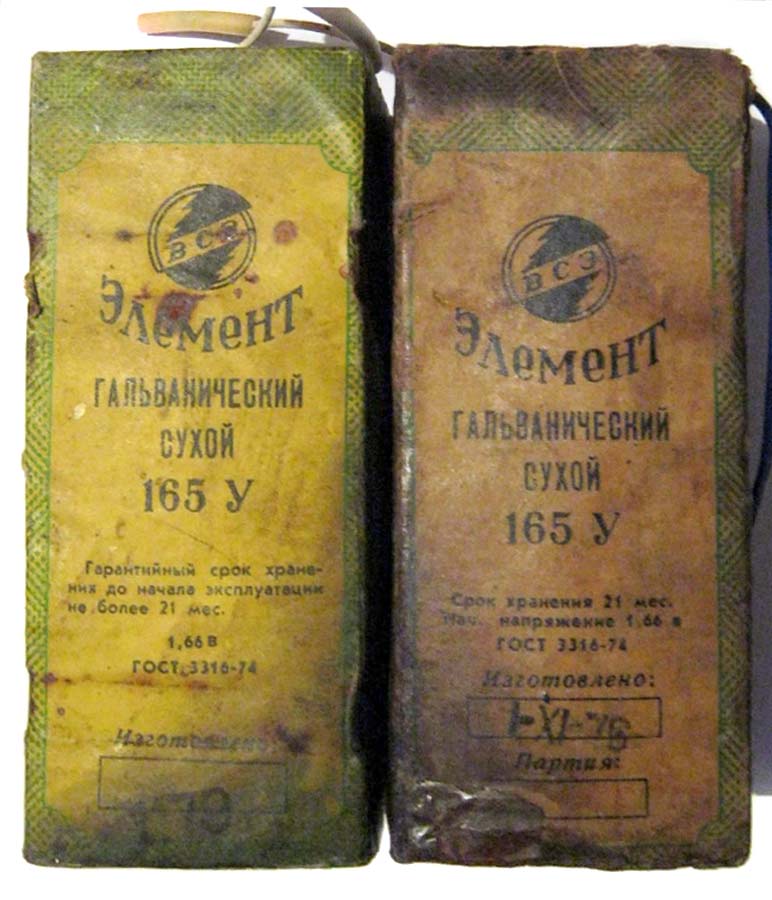 ВСЭ
Элемент
ГАЛЬВАНИЧЕСКИЙ
СУХОЙ
165 У
Гарантийный срок хране-
ния до начала эксплуатации
не более 21 мес.
1,66 В
ГОСТ 3316-74
Изготовлено
ВСЭ
Элемент
ГАЛЬВАНИЧЕСКИЙ
СУХОЙ
165 У
Срок хранения 21 мес.
Нач. напряжение 1,66 в
ГОСТ 3316-74
Изготовлено:
Партия: